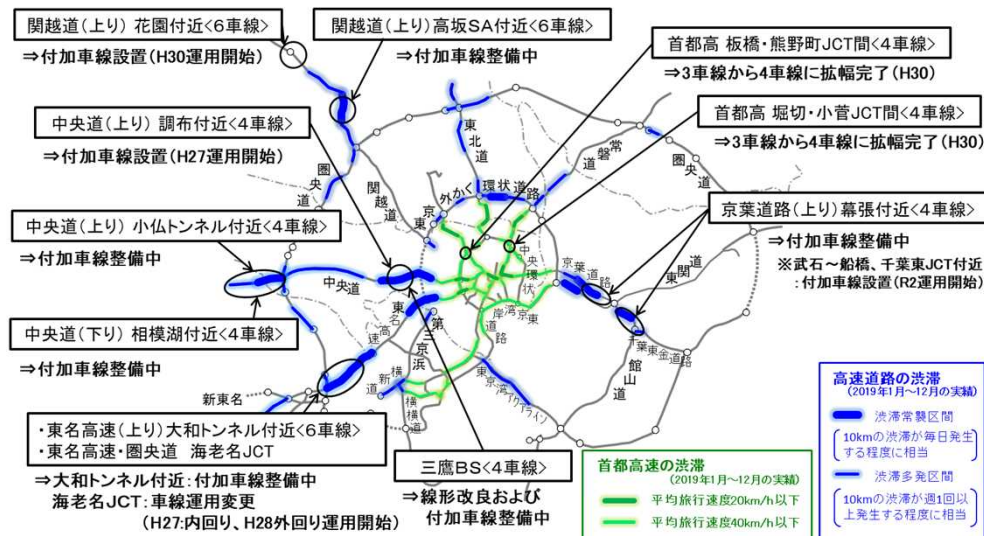 関越道(上り) 花園付近<6車線>
⇒付加車線設置(H30運用開始)
関越道(上り) 高坂SA付近<6車線>
⇒付加車線整備中
首都高 板橋・熊野町JCT間<4車線>
⇒3車線から4車線に拡幅完了(H30)
首都高 堀切・小菅JCT間<4車線>
⇒3車線から4車線に拡幅完了(H30)
中央道(上り) 調布付近<4車線>
⇒付加車線設置(H27運用開始)
京葉道路(上り) 幕張付近<4車線>
⇒付加車線整備中
※武石~船橋、千葉東JCT付近
:付加車線設置(R2運用開始)
中央道(上り) 小仏トンネル付近<4車線>
⇒付加車線整備中
中央道(下り) 相模湖付近<4車線>
⇒付加車線整備中
・東名高速(上り) 大和トンネル付近<6車線>
・東名高速・圏央道 海老名JCT
⇒大和トンネル付近:付加車線整備中
海老名JCT:車線運用変更
(H27:内回り、H28外回り運用開始)
三鷹BS<4車線>
⇒線形改良および
付加車線整備中
圏央道
関越道
東北道
常磐道
圏央道
東京外かく環状道路
中央環状
京葉道路
東関道
中央道
東名高速
第三京浜
湾岸道路
東京湾アクアライン
千葉東金道路
館山道
新東名
新横浜道
横横道
首都高速の渋滞
(2019年1月~12月の実績)
平均旅行速度20km/h以下
平均旅行速度40km/h以下
高速道路の渋滞
(2019年1月~12月の実績)
渋滞常襲区間
10kmの渋滞が毎日発生
する程度に相当
渋滞多発区間
10kmの渋滞が週1回以
上発生する程度に相当